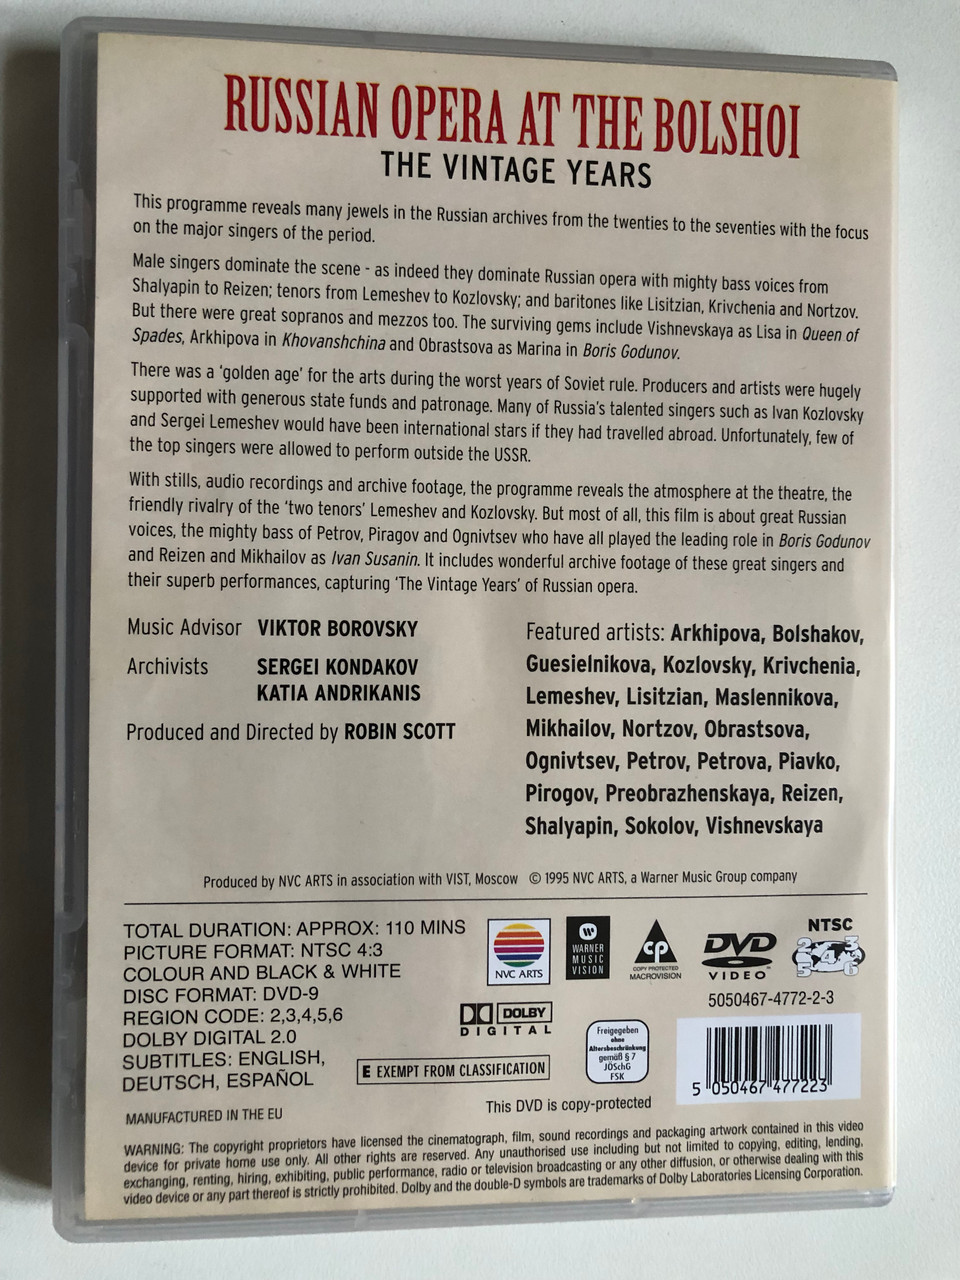 RUSSIAN OPERA AT THE BOLSHOI
THE VINTAGE YEARS
This programme reveals many jewels in the Russian archives from the twenties to the seventies with the focus
on the major singers of the period.
Male singers dominate the scene - as indeed they dominate Russian opera with mighty bass voices from
Shalyapin to Reizen; tenors from Lemeshev to Kozlovsky; and baritones like Lisitzian, Krivchenia and Nortzov.
But there were great sopranos and mezzos too. The surviving gems include Vishnevskaya as Lisa in Queen of
Spades, Arkhipova in Khovanshchina and Obrastsova as Marina in Boris Godunov.
There was a 'golden age' for the arts during the worst years of Soviet rule. Producers and artists were hugely
supported with generous state funds and patronage. Many of Russia's talented singers such as Ivan Kozlovsky
and Sergei Lemeshev would have been international stars if they had travelled abroad. Unfortunately, few of
the top singers were allowed to perform outside the USSR.
With stills, audio recordings and archive footage, the programme reveals the atmosphere at the theatre, the
friendly rivalry of the 'two tenors' Lemeshev and Kozlovsky. But most of all, this film is about great Russian
voices, the mighty bass of Petrov, Piragov and Ognivtsev who have all played the leading role in Boris Godunov
and Reizen and Mikhailov as Ivan Susanin. It includes wonderful archive footage of these great singers and
their superb performances, capturing 'The Vintage Years' of Russian opera.
Music Advisor VIKTOR BOROVSKY
Archivists SERGEI KONDAKOV
KATIA ANDRIKANIS
Produced and Directed by ROBIN SCOTT
Featured artists: Arkhipova, Bolshakov,
Guesielnikova, Kozlovsky, Krivchenia,
Lemeshev, Lisitzian, Maslennikova,
Mikhailov, Nortzov, Obrastsova,
Ognivtsev, Petrov, Petrova, Piavko,
Pirogov, Preobrazhenskaya, Reizen,
Shalyapin, Sokolov, Vishnevskaya
Produced by NVC ARTS in association with VIST, Moscow © 1995 NVC ARTS, a Warner Music Group company
TOTAL DURATION: APPROX: 110 MINS
PICTURE FORMAT: NTSC 4:3
COLOUR AND BLACK & WHITE
DISC FORMAT: DVD-9
REGION CODE: 2,3,4,5,6
DOLBY DIGITAL 2.0
SUBTITLES: ENGLISH,
DEUTSCH, ESPAÑOL
MANUFACTURED IN THE EU
NVC ARTS
WARNER
MUSIC
VISION
CP
COPY PROTECTED
MACROVISION
DVD
VIDEO™
NTSC
2 3
4
5 6
5050467-4772-2-3
DOLBY
DIGITAL
E EXEMPT FROM CLASSIFICATION
Freigegeben
ohne
Altersbeschränkung
gemäß § 7
JÖSchG
FSK
5 050467 477223
This DVD is copy-protected
WARNING: The copyright proprietors have licensed the cinematograph, film, sound recordings and packaging artwork contained in this video
device for private home use only. All other rights are reserved. Any unauthorised use including but not limited to copying, editing, lending,
exchanging, renting, hiring, exhibiting, public performance, radio or television broadcasting or any other diffusion, or otherwise dealing with this
video device or any part thereof is strictly prohibited. Dolby and the double-D symbols are trademarks of Dolby Laboratories Licensing Corporation.